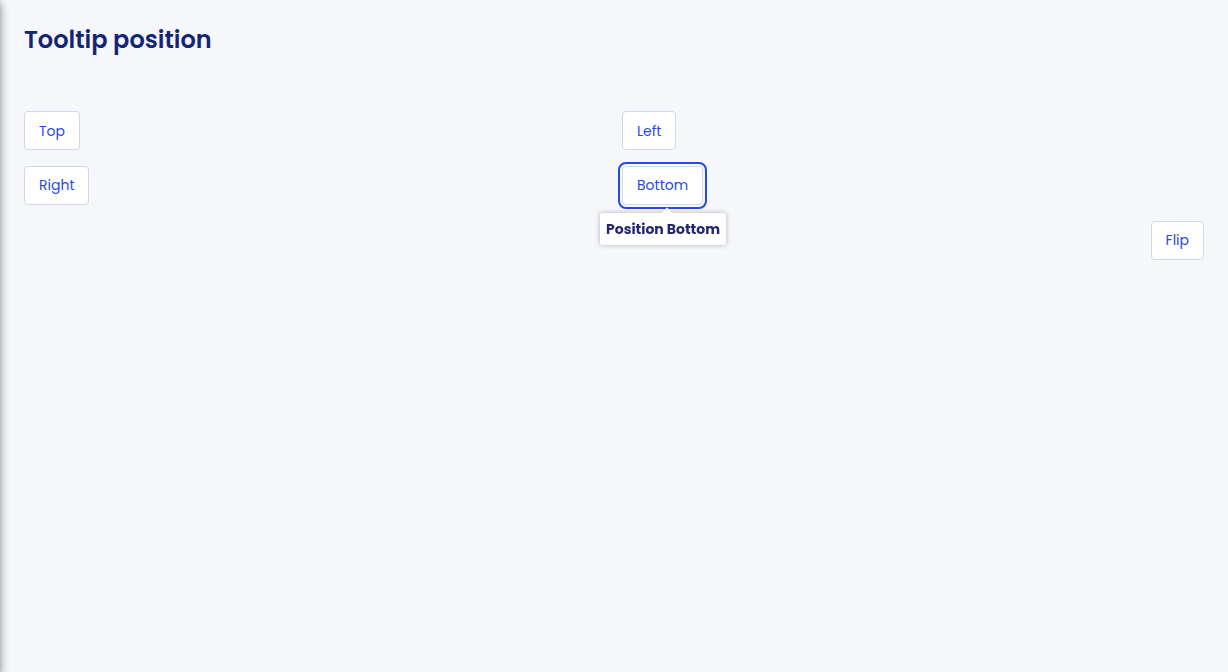 Tooltip position
Top
Left
Right
Bottom
Position Bottom
Flip